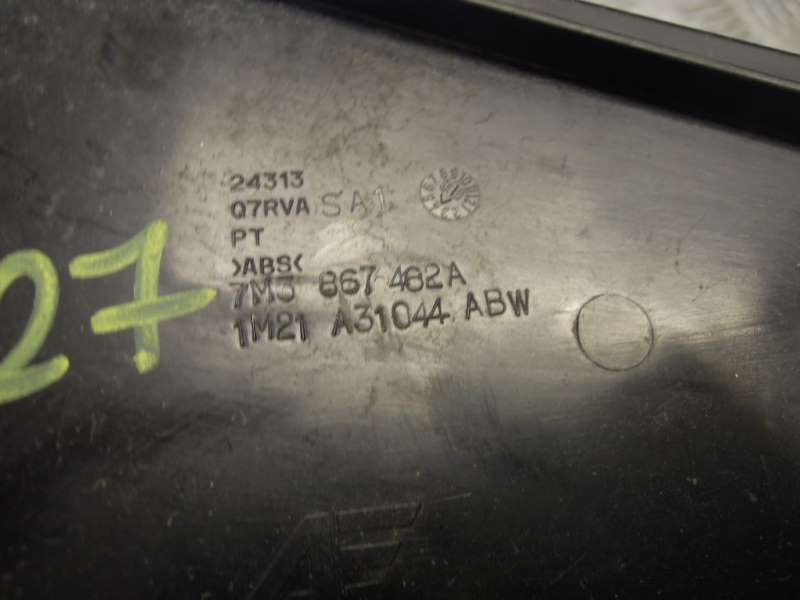 24313
Q7RVA SA1
PT
>ABS<
7M3 867 482A
1M21 A31044 ABW
27